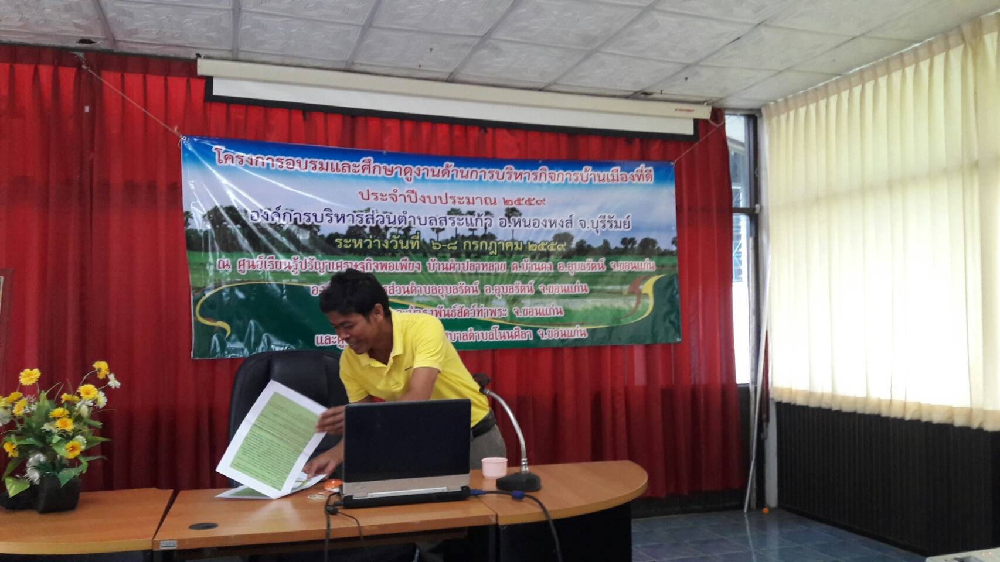 โครงการอบรมและศึกษาดูงานด้านการบริหารกิจการบ้านเมืองที่ดี
ประจำปีงบประมาณ ๒๕๕๙
องค์การบริหารส่วนตำบลสระแก้ว อ.หนองหงส์ จ.บุรีรัมย์
ระหว่างวันที่ ๖-๘ กรกฎาคม ๒๕๕๙
ณ ศูนย์เรียนรู้ปรัญาเศรษฐกิจพอเพียง บ้านคำปลาหลาย ต.บ้านดง อ.อุบลรัตน์ จ.ขอนแก่น
ส่วนตำบลอุบลรัตน์ อ.อุบลรัตน์ จ.ขอนแก่น
บำรุงพันธ์สัตว์ท่าพระ จ.ขอนแก่น
และ ตำบลโนนศิลา จ.ขอนแก่น